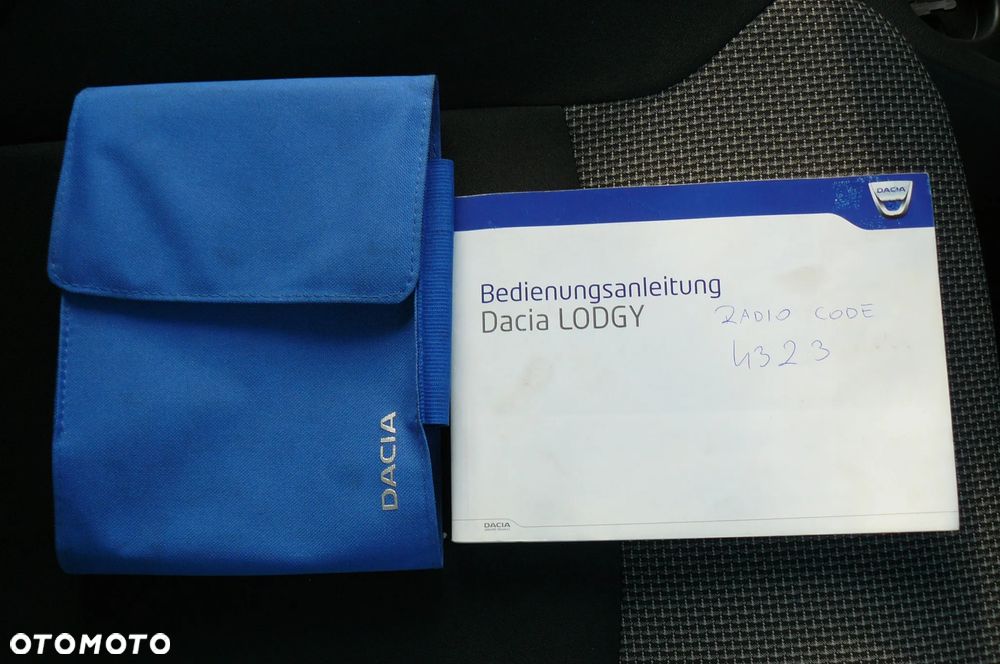 DACIA
DACIA
Bedienungsanleitung
Dacia LODGY
RADIO CODE
4323
DACIA
OTOMOTO